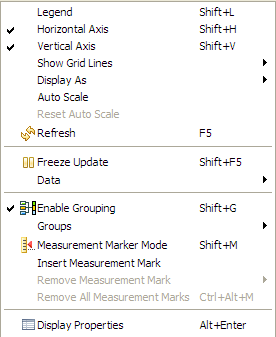 Legend Shift+L
Horizontal Axis Shift+H
Vertical Axis Shift+V
Show Grid Lines
Display As
Auto Scale
Reset Auto Scale
Refresh F5
Freeze Update Shift+F5
Data
Enable Grouping Shift+G
Groups
Measurement Marker Mode Shift+M
Insert Measurement Mark
Remove Measurement Mark
Remove All Measurement Marks Ctrl+Alt+M
Display Properties Alt+Enter